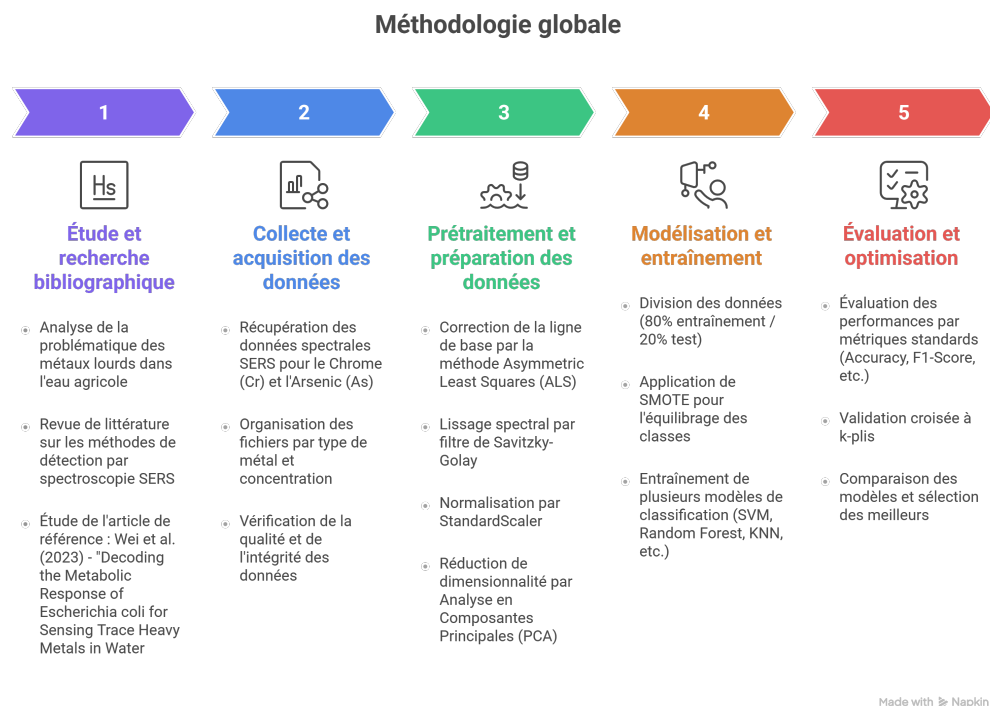 Méthodologie globale
1
2
3
4
5
Hs
Étude et
recherche
bibliographique
Analyse de la
problématique des
métaux lourds dans
l'eau agricole
Revue de littérature
sur les méthodes de
détection par
spectroscopie SERS
Étude de l'article de
référence : Wei et al.
(2023) - "Decoding
the Metabolic
Response of
Escherichia coli for
Sensing Trace Heavy
Metals in Water
Collecte et
acquisition des
données
Récupération des
données spectrales
SERS pour le Chrome
(Cr) et l'Arsenic (As)
Organisation des
fichiers par type de
métal et
concentration
Vérification de la
qualité et de
l'intégrité des
données
Prétraitement et
préparation des
données
Correction de la ligne
de base par la
méthode Asymmetric
Least Squares (ALS)
Lissage spectral par
filtre de Savitzky-
Golay
Normalisation par
StandardScaler
Réduction de
dimensionnalité par
Analyse en
Composantes
Principales (PCA)
Modélisation et
entraînement
Division des données
(80% entraînement /
20% test)
Application de
SMOTE pour
l'équilibrage des
classes
Entraînement de
plusieurs modèles de
classification (SVM,
Random Forest, KNN,
etc.)
Évaluation et
optimisation
Évaluation des
performances par
métriques standards
(Accuracy, F1-Score,
etc.)
Validation croisée à
k-plis
Comparaison des
modèles et sélection
des meilleurs
Made with Napkin